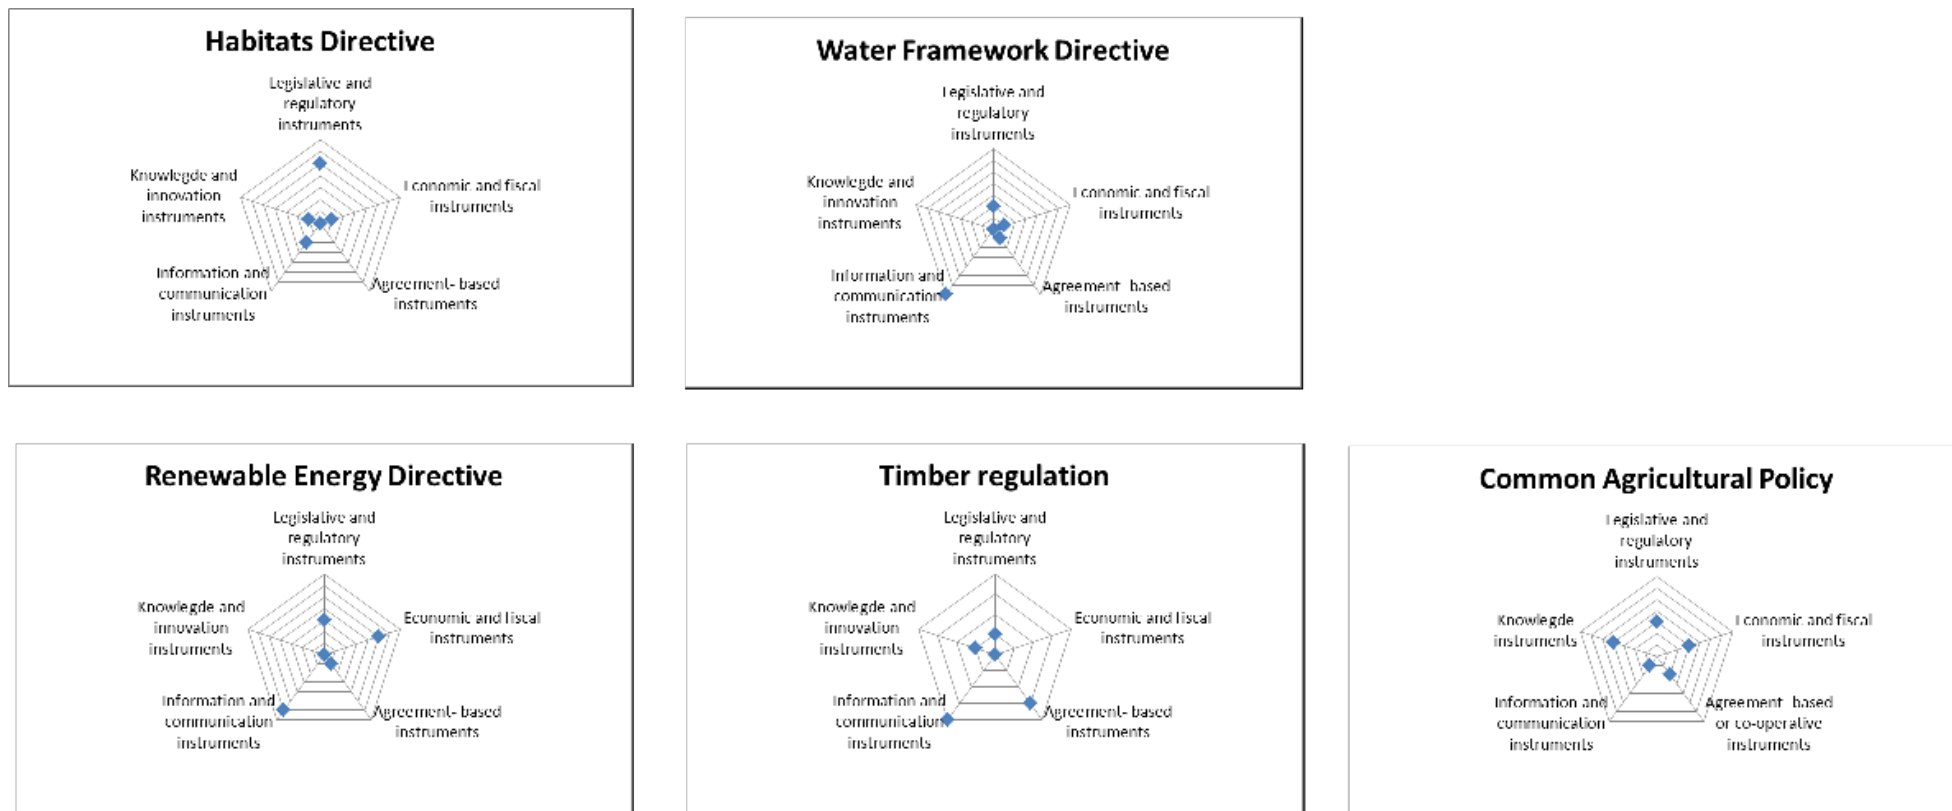 Habitats Directive
Legislative and
regulatory
instruments
Knowlegde and
innovation
instruments
Economic and fiscal
instruments
Information and
communication
instruments
Agreement- based
instruments
Water Framework Directive
Legislative and
regulatory
instruments
Knowlegde and
innovation
instruments
Economic and fiscal
instruments
Information and
communication
instruments
Agreement based
instruments
Renewable Energy Directive
Legislative and
regulatory
instruments
Knowlegde and
innovation
instruments
Economic and fiscal
instruments
Information and
communication
instruments
Agreement- based
instruments
Timber regulation
Legislative and
regulatory
instruments
Knowlegde and
innovation
instruments
Economic and fiscal
instruments
Information and
communication
instruments
Agreement- based
instruments
Common Agricultural Policy
Legislative and
regulatory
instruments
Knowlegde
instruments
Economic and fiscal
instruments
Information and
communication
instruments
Agreement based
or co-operative
instruments